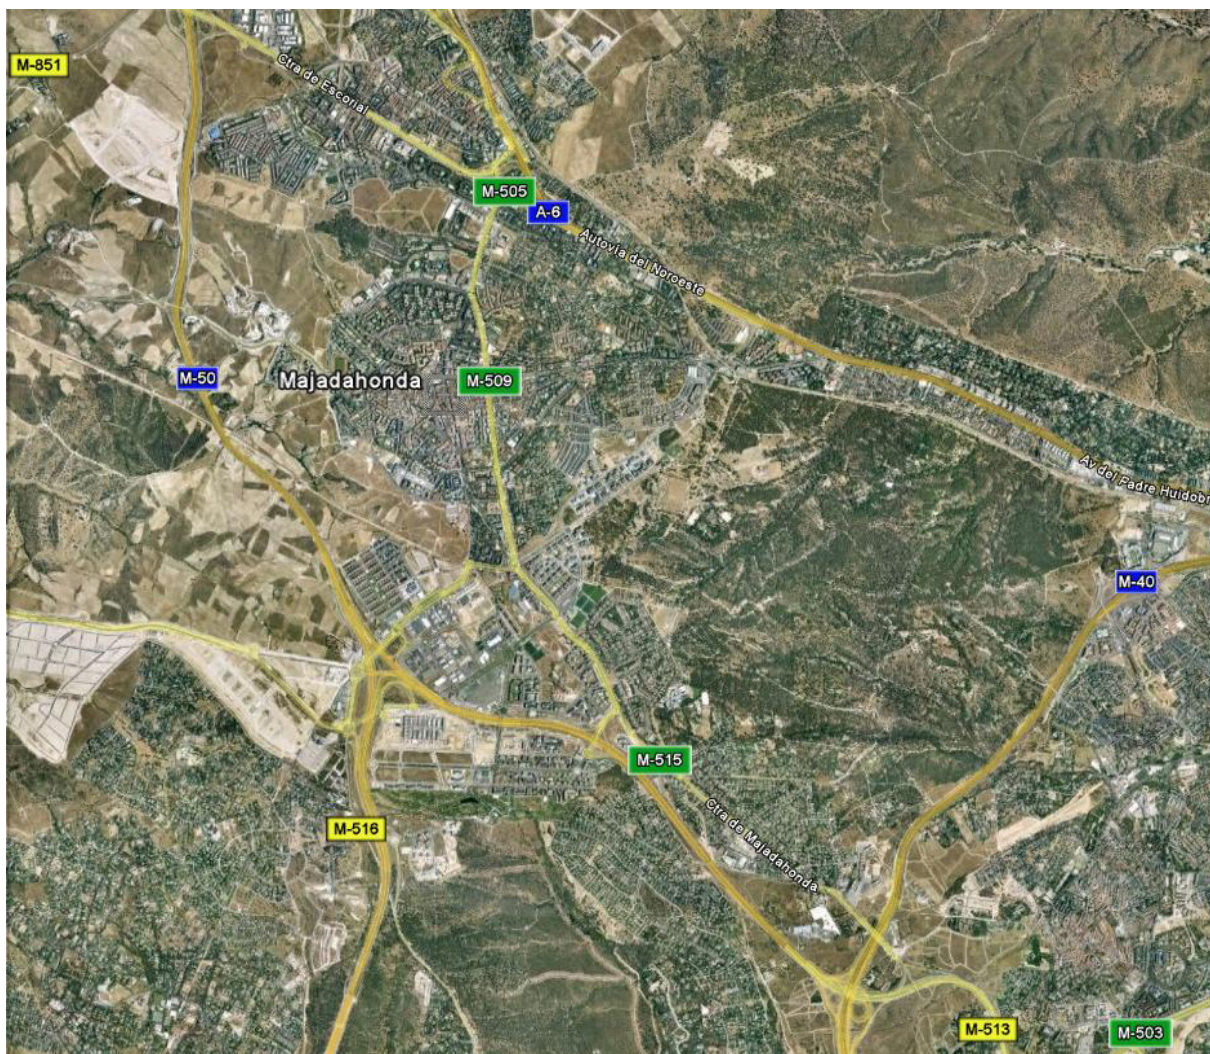 M-851
Ctra de Escorial
M-505
A-6
Autovía del Noroeste
M-50
Majadahonda
M-509
Av del Padre Huidobr
M-40
M-515
Ctra de Majadahonda
M-516
M-513
M-503